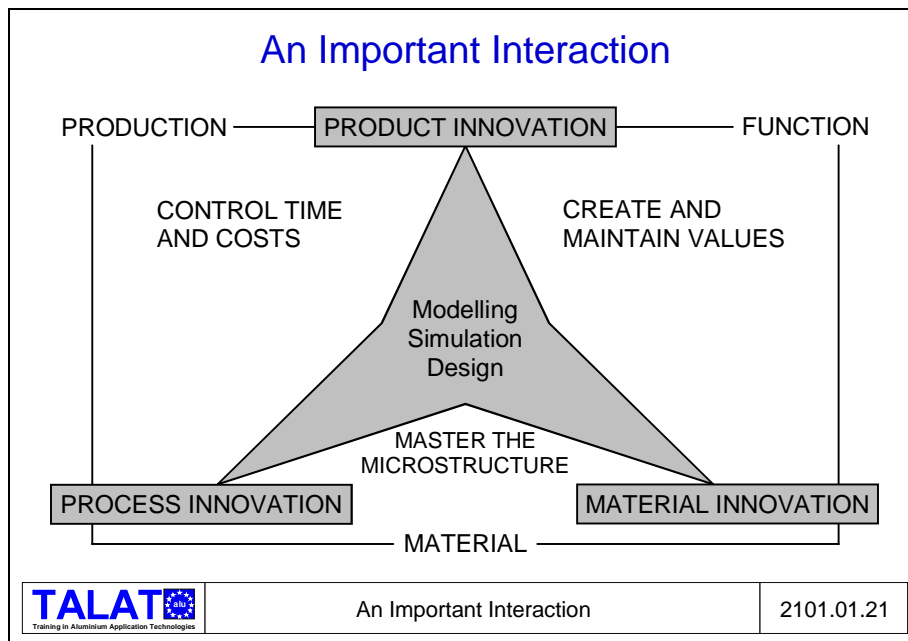 An Important Interaction
PRODUCTION
PRODUCT INNOVATION
FUNCTION
CONTROL TIME
AND COSTS
CREATE AND
MAINTAIN VALUES
Modelling
Simulation
Design
MASTER THE
MICROSTRUCTURE
PROCESS INNOVATION
MATERIAL INNOVATION
MATERIAL
TALAT
alu
Training in Aluminium Application Technologies
An Important Interaction
2101.01.21